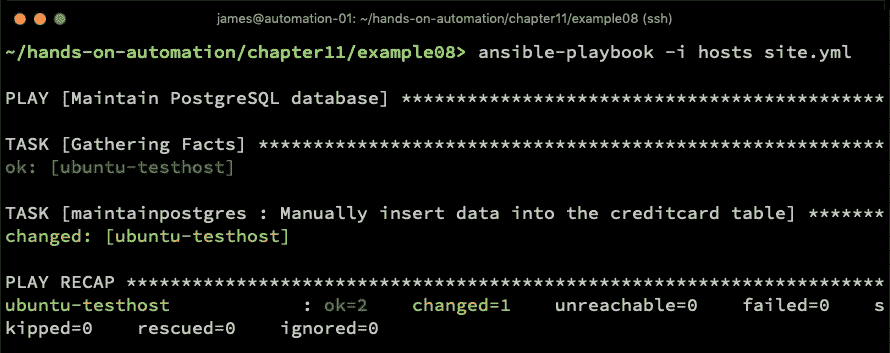 james@automation-01: ~/hands-on-automation/chapter11/example08 (ssh)
~/hands-on-automation/chapter11/example08> ansible-playbook -i hosts site.yml
PLAY [Maintain PostgreSQL database] ********************************************
TASK [Gathering Facts] *********************************************************
ok: [ubuntu-testhost]
TASK [maintainpostgres : Manually insert data into the creditcard table] *******
changed: [ubuntu-testhost]
PLAY RECAP *********************************************************************
ubuntu-testhost            : ok=2    changed=1    unreachable=0    failed=0    s
kipped=0    rescued=0    ignored=0